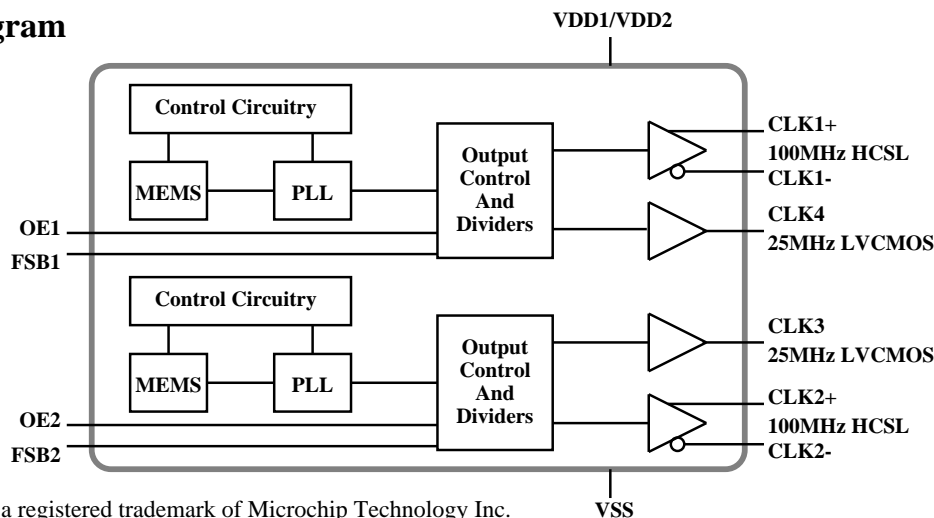 gram
VDD1/VDD2
Control Circuitry
MEMS
PLL
Output
Control
And
Dividers
CLK1+
100MHz HCSL
CLK1-
CLK4
25MHz LVCMOS
OE1
FSB1
Control Circuitry
MEMS
PLL
Output
Control
And
Dividers
CLK3
25MHz LVCMOS
CLK2+
100MHz HCSL
CLK2-
OE2
FSB2
a registered trademark of Microchip Technology Inc.
VSS